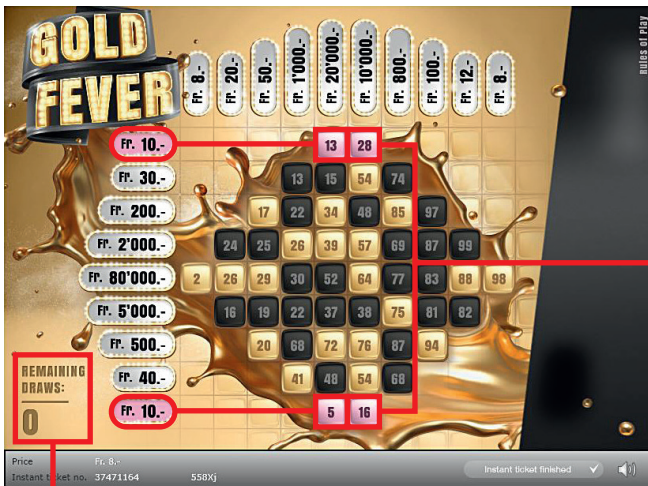 GOLD
FEVER
Rules of Play
Fr. 8.- Fr. 20.- Fr. 50.- Fr. 1'000.- Fr. 20'000.- Fr. 10'000.- Fr. 800.- Fr. 100.- Fr. 12.- Fr. 8.-
Fr. 10.- 13 28
Fr. 30.- 13 15 54 74
Fr. 200.- 17 22 34 48 85 97
Fr. 2'000.- 24 25 26 39 57 69 87 99
Fr. 80'000.- 2 26 29 30 52 64 77 83 88 98
Fr. 5'000.- 16 19 22 37 38 75 81 82
Fr. 500.- 20 68 72 76 87 94
Fr. 40.- 41 48 54 68
Fr. 10.- 5 16
REMAINING
DRAWS:
0
Price Fr. 8.-
Instant ticket no. 37471164 558Xj
Instant ticket finished